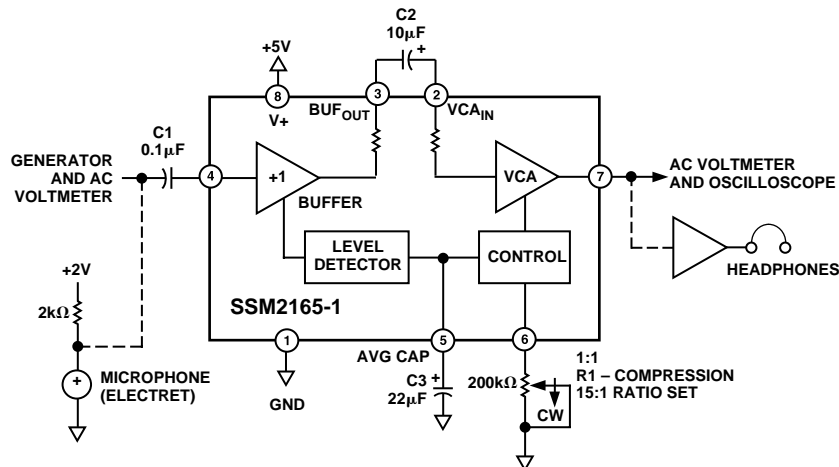 C2
10μF
+
+5V
8
V+
3
BUFOUT
2
VCAIN
C1
0.1μF
GENERATOR
AND AC
VOLTMETER
4
+1
BUFFER
VCA
7
AC VOLTMETER
AND OSCILLOSCOPE
HEADPHONES
LEVEL
DETECTOR
CONTROL
SSM2165-1
+2V
2kΩ
+
MICROPHONE
(ELECTRET)
1
GND
5
AVG CAP
6
C3
22μF
+
200kΩ
CW
1:1
R1 – COMPRESSION
15:1 RATIO SET